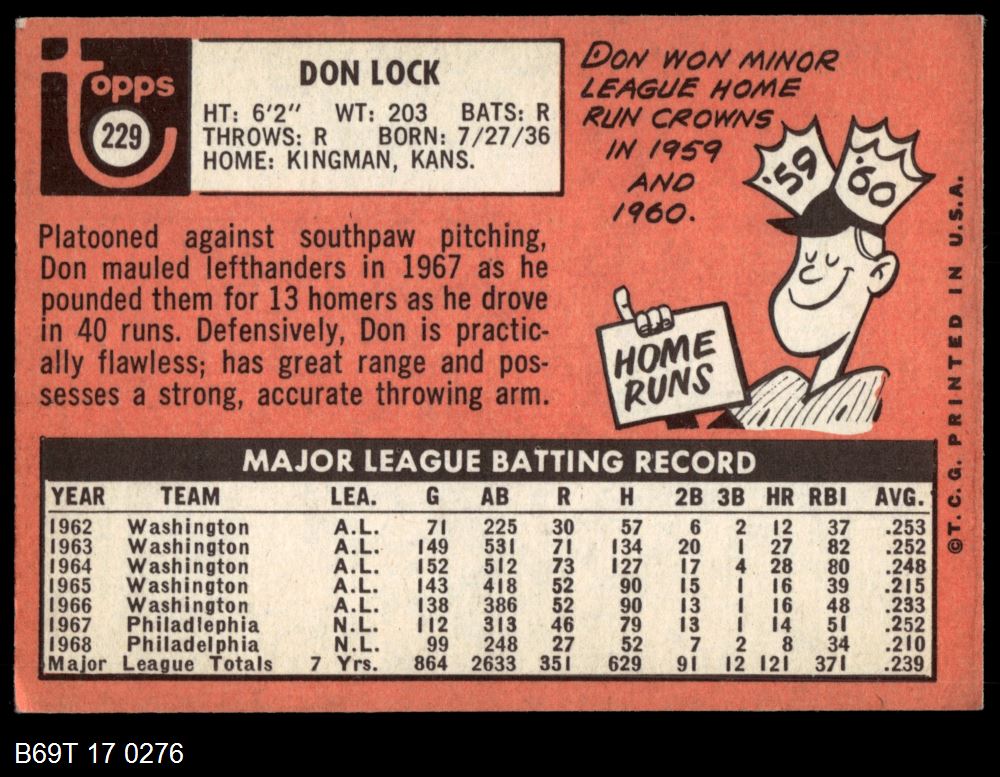 Topps
229
DON LOCK
HT: 6'2" WT: 203 BATS: R
THROWS: R BORN: 7/27/36
HOME: KINGMAN, KANS.
Platooned against southpaw pitching,
Don mauled lefthanders in 1967 as he
pounded them for 13 homers as he drove
in 40 runs. Defensively, Don is practic-
ally flawless; has great range and pos-
sesses a strong, accurate throwing arm.
DON WON MINOR
LEAGUE HOME
RUN CROWNS
IN 1959
AND
1960.
'59
'60
HOME
RUNS
MAJOR LEAGUE BATTING RECORD
YEAR TEAM LEA. G AB R H 2B 3B HR RBI AVG.
1962 Washington A.L. 71 225 30 57 6 2 12 37 .253
1963 Washington A.L. 149 531 71 134 20 1 27 82 .252
1964 Washington A.L. 152 512 73 127 17 4 28 80 .248
1965 Washington A.L. 143 418 52 90 15 1 16 39 .215
1966 Washington A.L. 138 386 52 90 13 1 16 48 .233
1967 Philadlephia N.L. 112 313 46 79 13 1 14 51 .252
1968 Philadelphia N.L. 99 248 27 52 7 2 8 34 .210
Major League Totals 7 Yrs. 864 2633 351 629 91 12 121 371 .239
©T.C.G. PRINTED IN U.S.A.
B69T 17 0276